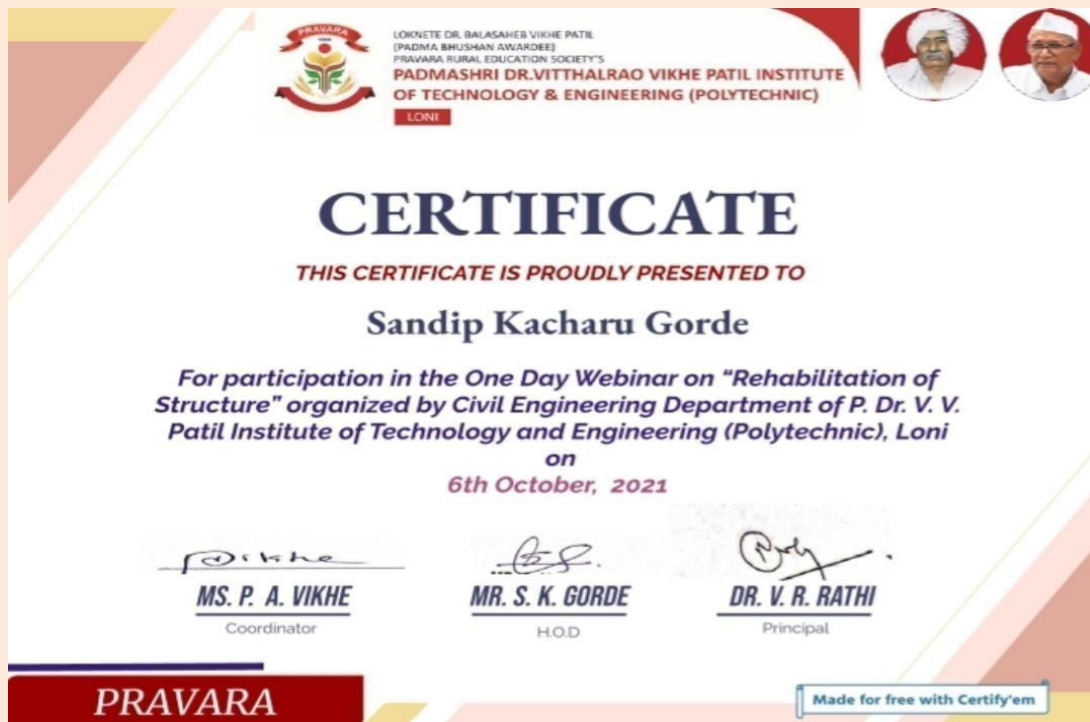 PRAVARA
LOKNETE DR. BALASAHEB VIKHE PATIL
(PADMA BHUSHAN AWARDEE)
PRAVARA RURAL EDUCATION SOCIETY'S
PADMASHRI DR.VITTHALRAO VIKHE PATIL INSTITUTE
OF TECHNOLOGY & ENGINEERING (POLYTECHNIC)
LONI
CERTIFICATE
THIS CERTIFICATE IS PROUDLY PRESENTED TO
Sandip Kacharu Gorde
For participation in the One Day Webinar on "Rehabilitation of
Structure" organized by Civil Engineering Department of P. Dr. V. V.
Patil Institute of Technology and Engineering (Polytechnic), Loni
on
6th October, 2021
MS. P. A. VIKHE
MR. S. K. GORDE
DR. V. R. RATHI
Coordinator
H.O.D
Principal
PRAVARA
Made for free with Certify'em